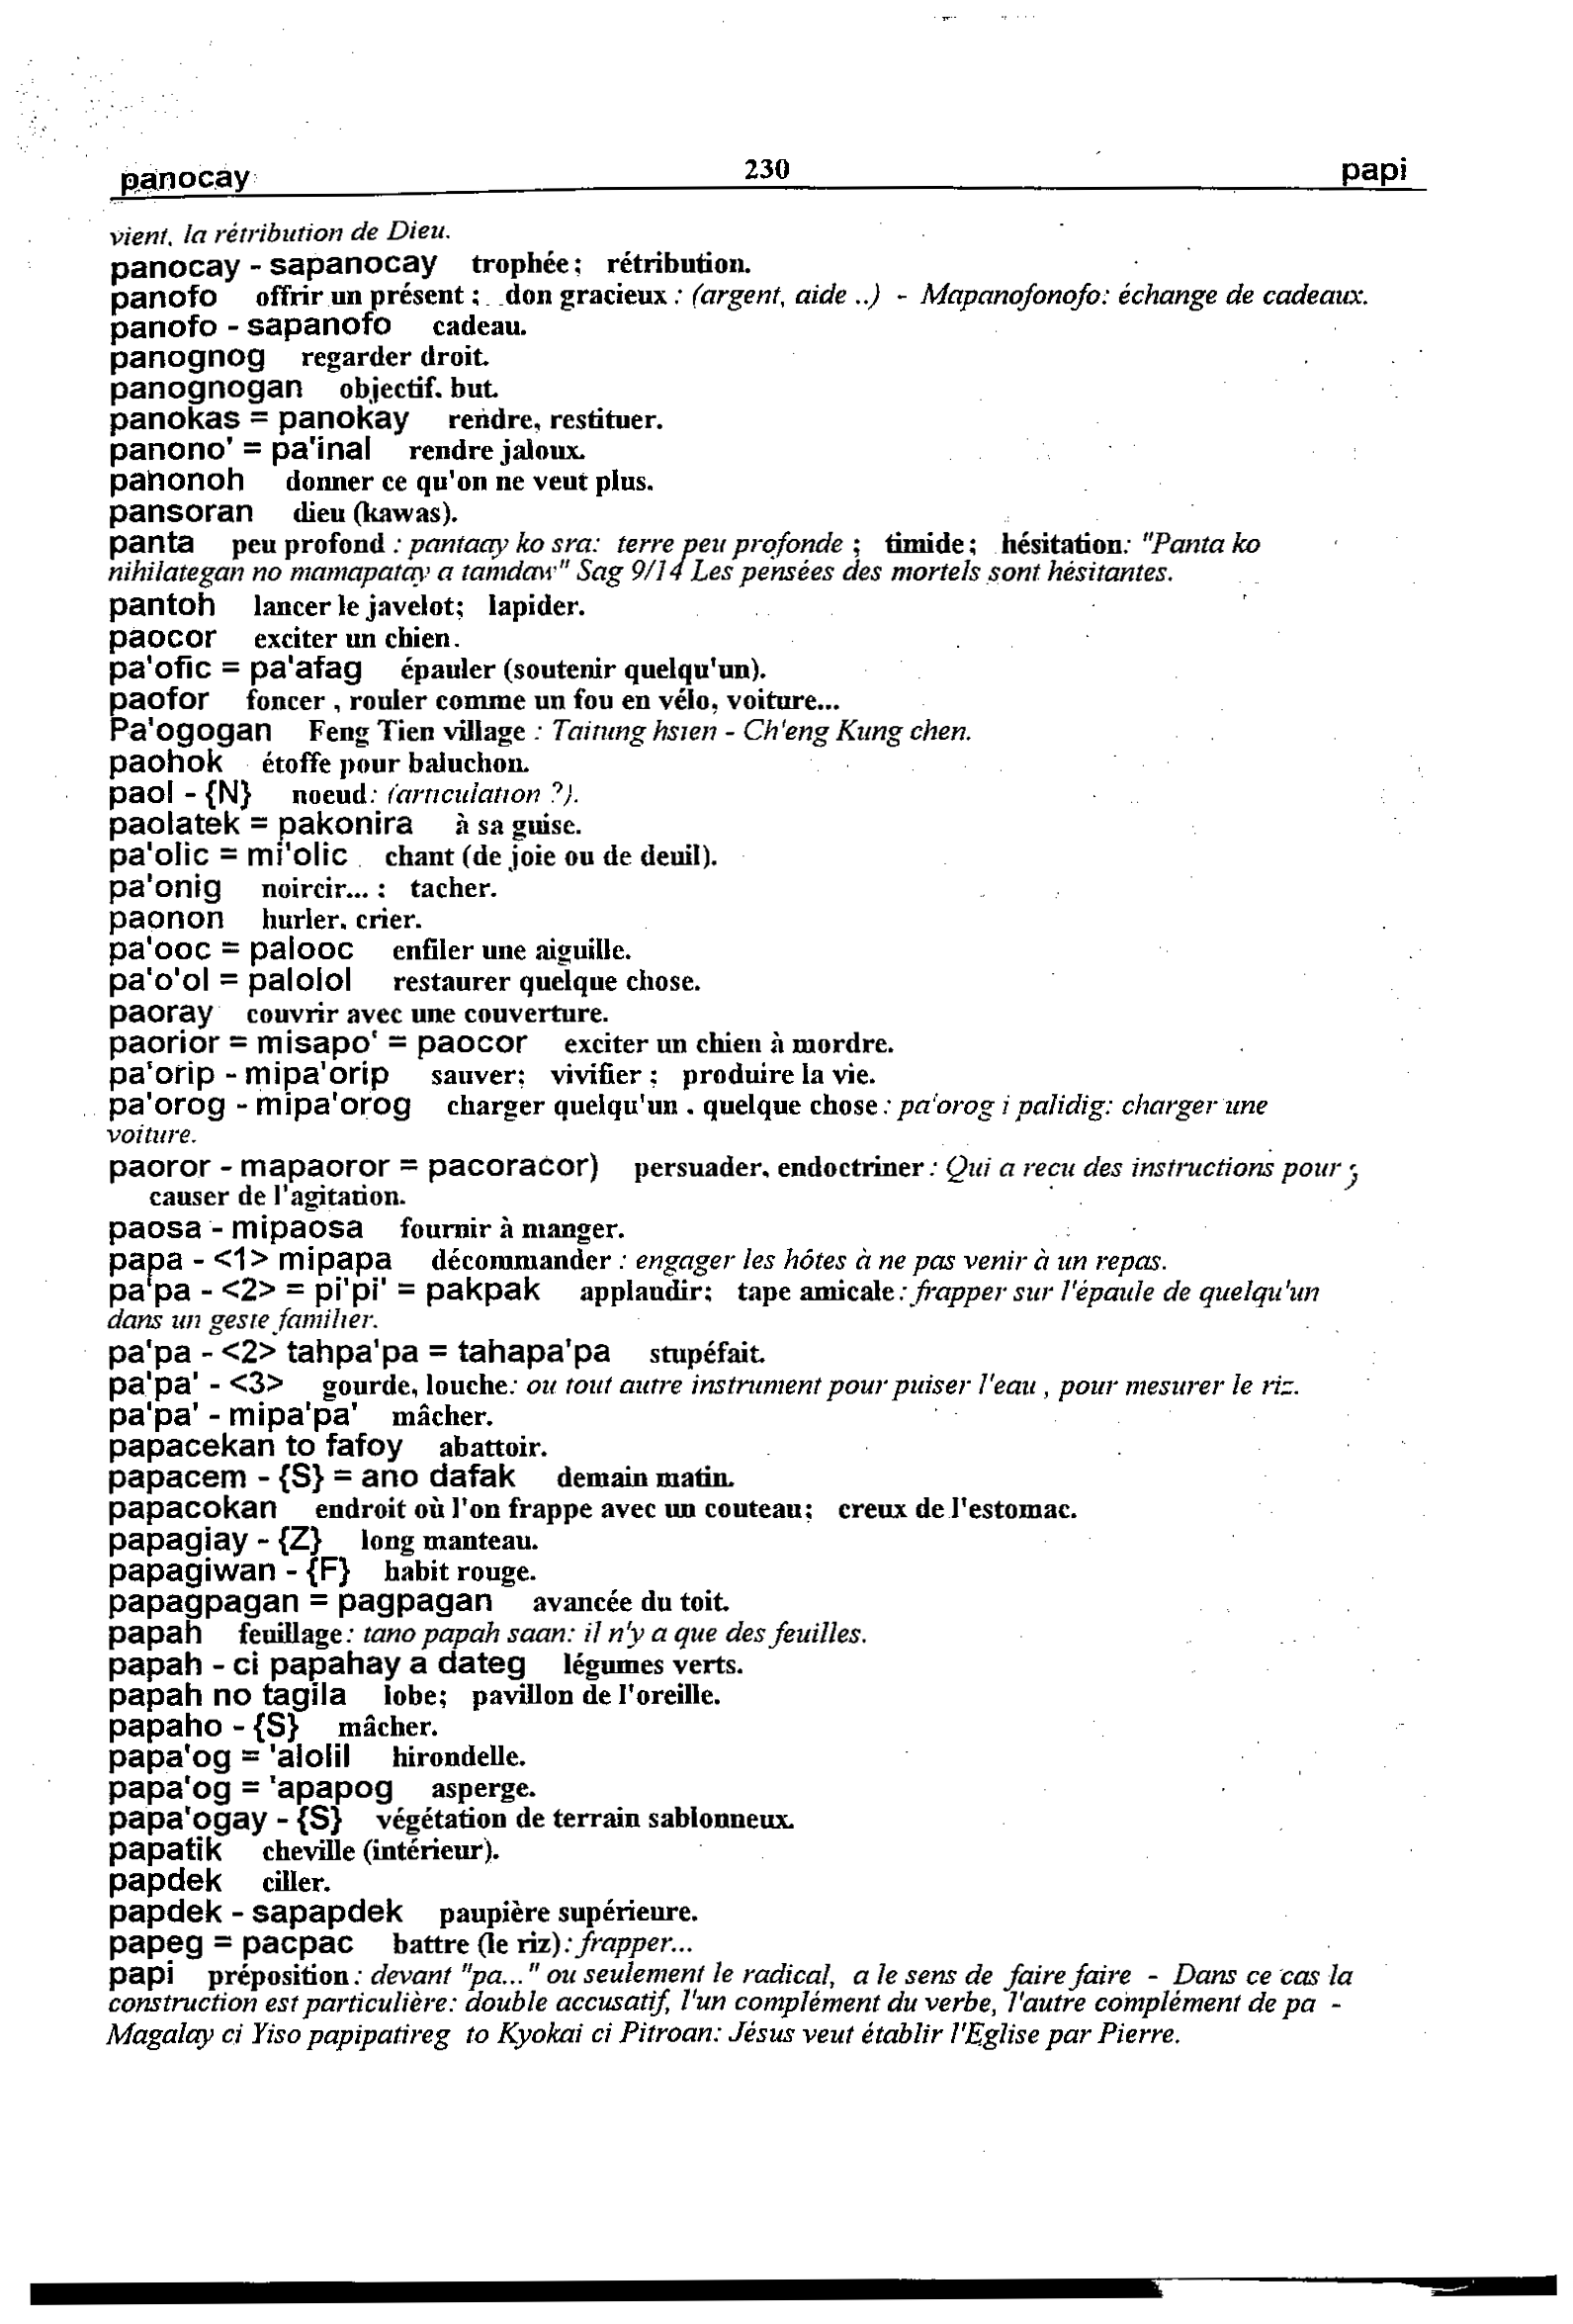 panocay 230 papi
vient, la rétribution de Dieu.
panocay - sapanocay trophée; rétribution.
panofo offrir un présent ; don gracieux : (argent, aide ..) - Mapanofonofo: échange de cadeaux.
panofo - sapanofo cadeau.
panognog regarder droit.
panognogan objectif. but.
panokas = panokay rendre, restituer.
panono' = pa'inal rendre jaloux.
panonoh donner ce qu'on ne veut plus.
pansoran dieu (kawas).
panta peu profond : pantaay ko sra: terre peu profonde ; timide; hésitation: "Panta ko
nihilategan no mamapatay a tamdaw" Sag 9/14 Les pensées des mortels sont hésitantes.
pantoh lancer le javelot; lapider.
paocor exciter un chien.
pa'ofic = pa'afag épauler (soutenir quelqu'un).
paofor foncer , rouler comme un fou en vélo, voiture...
Pa'ogogan Feng Tien village : Taitung hsien - Ch'eng Kung chen.
paohok étoffe pour baluchon.
paol - {N} noeud: (articulation ?).
paolatek = pakonira à sa guise.
pa'olic = mi'olic chant (de joie ou de deuil).
pa'onig noircir... : tacher.
paonon hurler, crier.
pa'ooc = palooc enfiler une aiguille.
pa'o'ol = palolol restaurer quelque chose.
paoray couvrir avec une couverture.
paorior = misapo' = paocor exciter un chien à mordre.
pa'orip - mipa'orip sauver; vivifier ; produire la vie.
pa'orog - mipa'orog charger quelqu'un . quelque chose : pa'orog i palidig: charger une
voiture.
paoror - mapaoror = pacoracor) persuader, endoctriner : Qui a reçu des instructions pour ;
causer de l'agitation.
paosa - mipaosa fournir à manger.
papa - <1> mipapa décommander : engager les hôtes à ne pas venir à un repas.
pa'pa - <2> = pi'pi' = pakpak applaudir; tape amicale : frapper sur l'épaule de quelqu'un
dans un geste familier.
pa'pa - <2> tahpa'pa = tahapa'pa stupéfait.
pa'pa' - <3> gourde, louche: ou tout autre instrument pour puiser l'eau , pour mesurer le riz.
pa'pa' - mipa'pa' mâcher.
papacekan to fafoy abattoir.
papacem - {S} = ano dafak demain matin.
papacokan endroit où l'on frappe avec un couteau; creux de l'estomac.
papagiay - {Z} long manteau.
papagiwan - {F} habit rouge.
papagpagan = pagpagan avancée du toit.
papah feuillage : tano papah saan: il n'y a que des feuilles.
papah - ci papahay a dateg légumes verts.
papah no tagila lobe; pavillon de l'oreille.
papaho - {S} mâcher.
papa'og = 'alolil hirondelle.
papa'og = 'apapog asperge.
papa'ogay - {S} végétation de terrain sablonneux.
papatik cheville (intérieur).
papdek ciller.
papdek - sapapdek paupière supérieure.
papeg = pacpac battre (le riz) : frapper...
papi préposition : devant "pa..." ou seulement le radical, a le sens de faire faire - Dans ce cas la
construction est particulière: double accusatif, l'un complément du verbe, l'autre complément de pa -
Magalay ci Yiso papipatireg to Kyokai ci Pitroan: Jésus veut établir l'Eglise par Pierre.